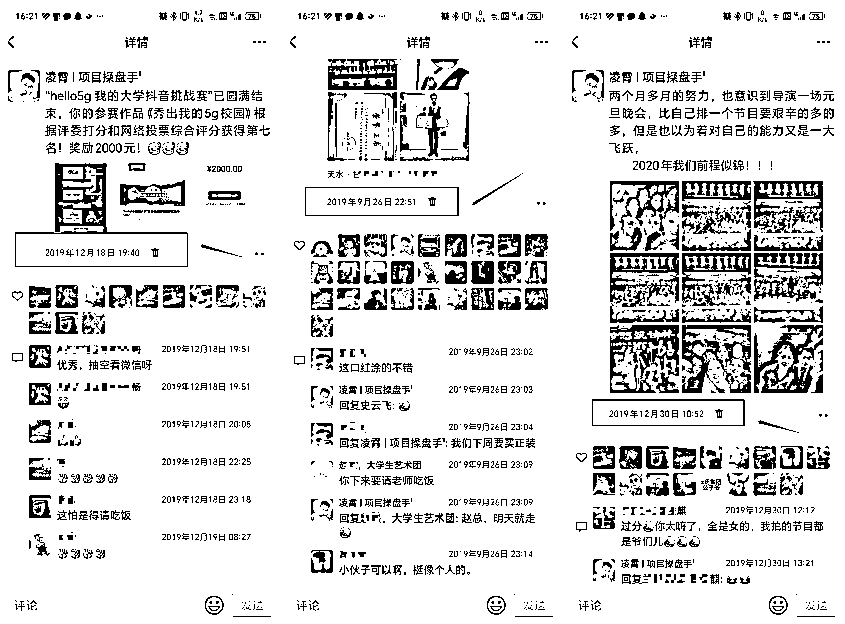 16:21
详情
凌霄 | 项目操盘手'
“hello5g 我的大学抖音挑战赛”已圆满结
束，你的参赛作品《秀出我的5g校园》根
据评委打分和网络投票综合评分获得第七
名！奖励2000元！
¥2000.00
2019年12月18日 19:40
2019年12月18日 19:51
优秀，抽空看微信呀
2019年12月18日 19:51
2019年12月18日 20:05
2019年12月18日 22:25
2019年12月18日 23:18
这怕是得请吃饭
2019年12月19日 08:27
评论
发送
16:21
详情
天水
2019年9月26日 22:51
2019年9月26日 23:02
这口红涂的不错
凌霄 | 项目操盘手'
2019年9月26日 23:03
回复史云飞:
2019年9月26日 23:04
回复凌霄 | 项目操盘手': 我们下周要买正装
大学生艺术团
2019年9月26日 23:09
你下来要请老师吃饭
凌霄 | 项目操盘手'
2019年9月26日 23:09
回复 大学生艺术团: 赵总，明天就走
2019年9月26日 23:14
小伙子可以啊，挺像个人的。
评论
发送
16:21
详情
凌霄 | 项目操盘手'
两个月多月的努力，也意识到导演一场元
旦晚会，比自己排一个节目要艰辛的多的
多，但是也以为着对自己的能力又是一大
飞跃，
2020年我们前程似锦！！！
2019年12月30日 10:52
2019年12月30日 12:17
过分 你太嗨了，全是女的，我拍的节目都
是爷们儿
凌霄 | 项目操盘手'
2019年12月30日 13:21
回复
评论
发送